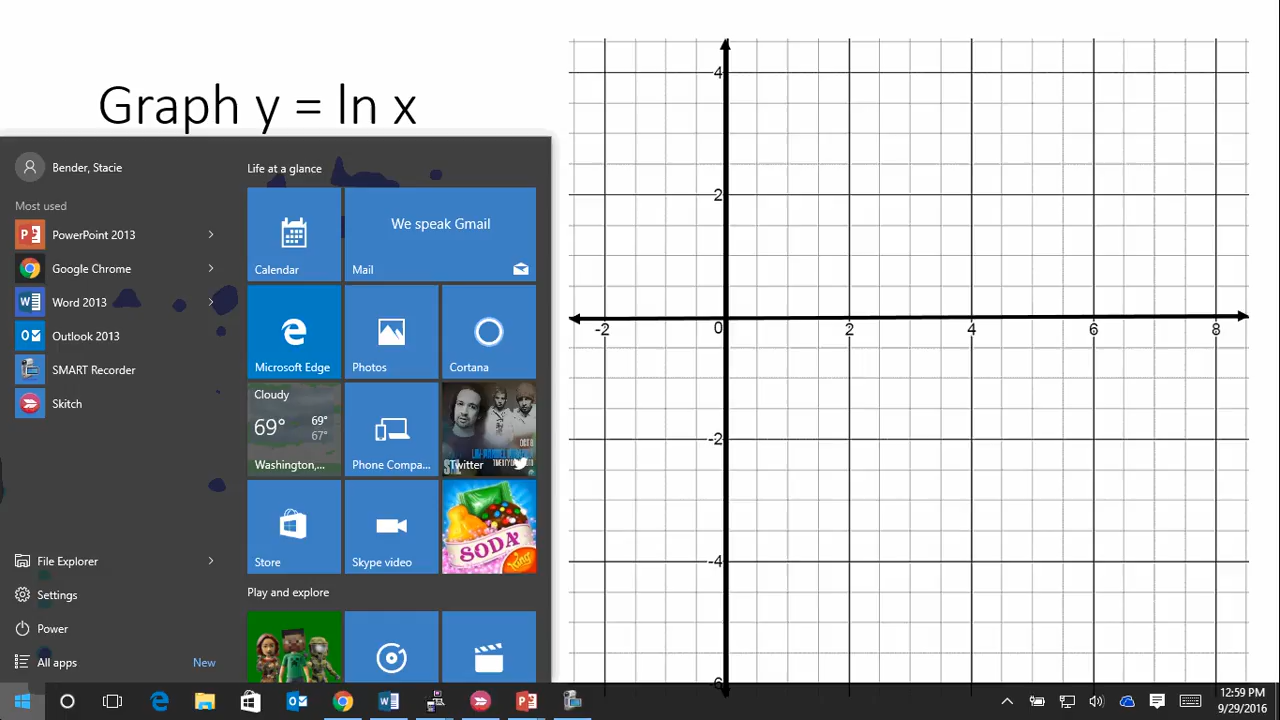 Graph y = ln x
Bender, Stacie
Most used
PowerPoint 2013
Google Chrome
Word 2013
Outlook 2013
SMART Recorder
Skitch
File Explorer
Settings
Power
All apps
New
Life at a glance
Calendar
We speak Gmail
Mail
Microsoft Edge
Photos
Cortana
Cloudy
69° 69°
67°
Washington,...
Phone Compa...
Twitter
Store
Skype video
SODA
King
Play and explore
4
2
-2 0 2 4 6 8
-2
-4
-6
12:59 PM
9/29/2016